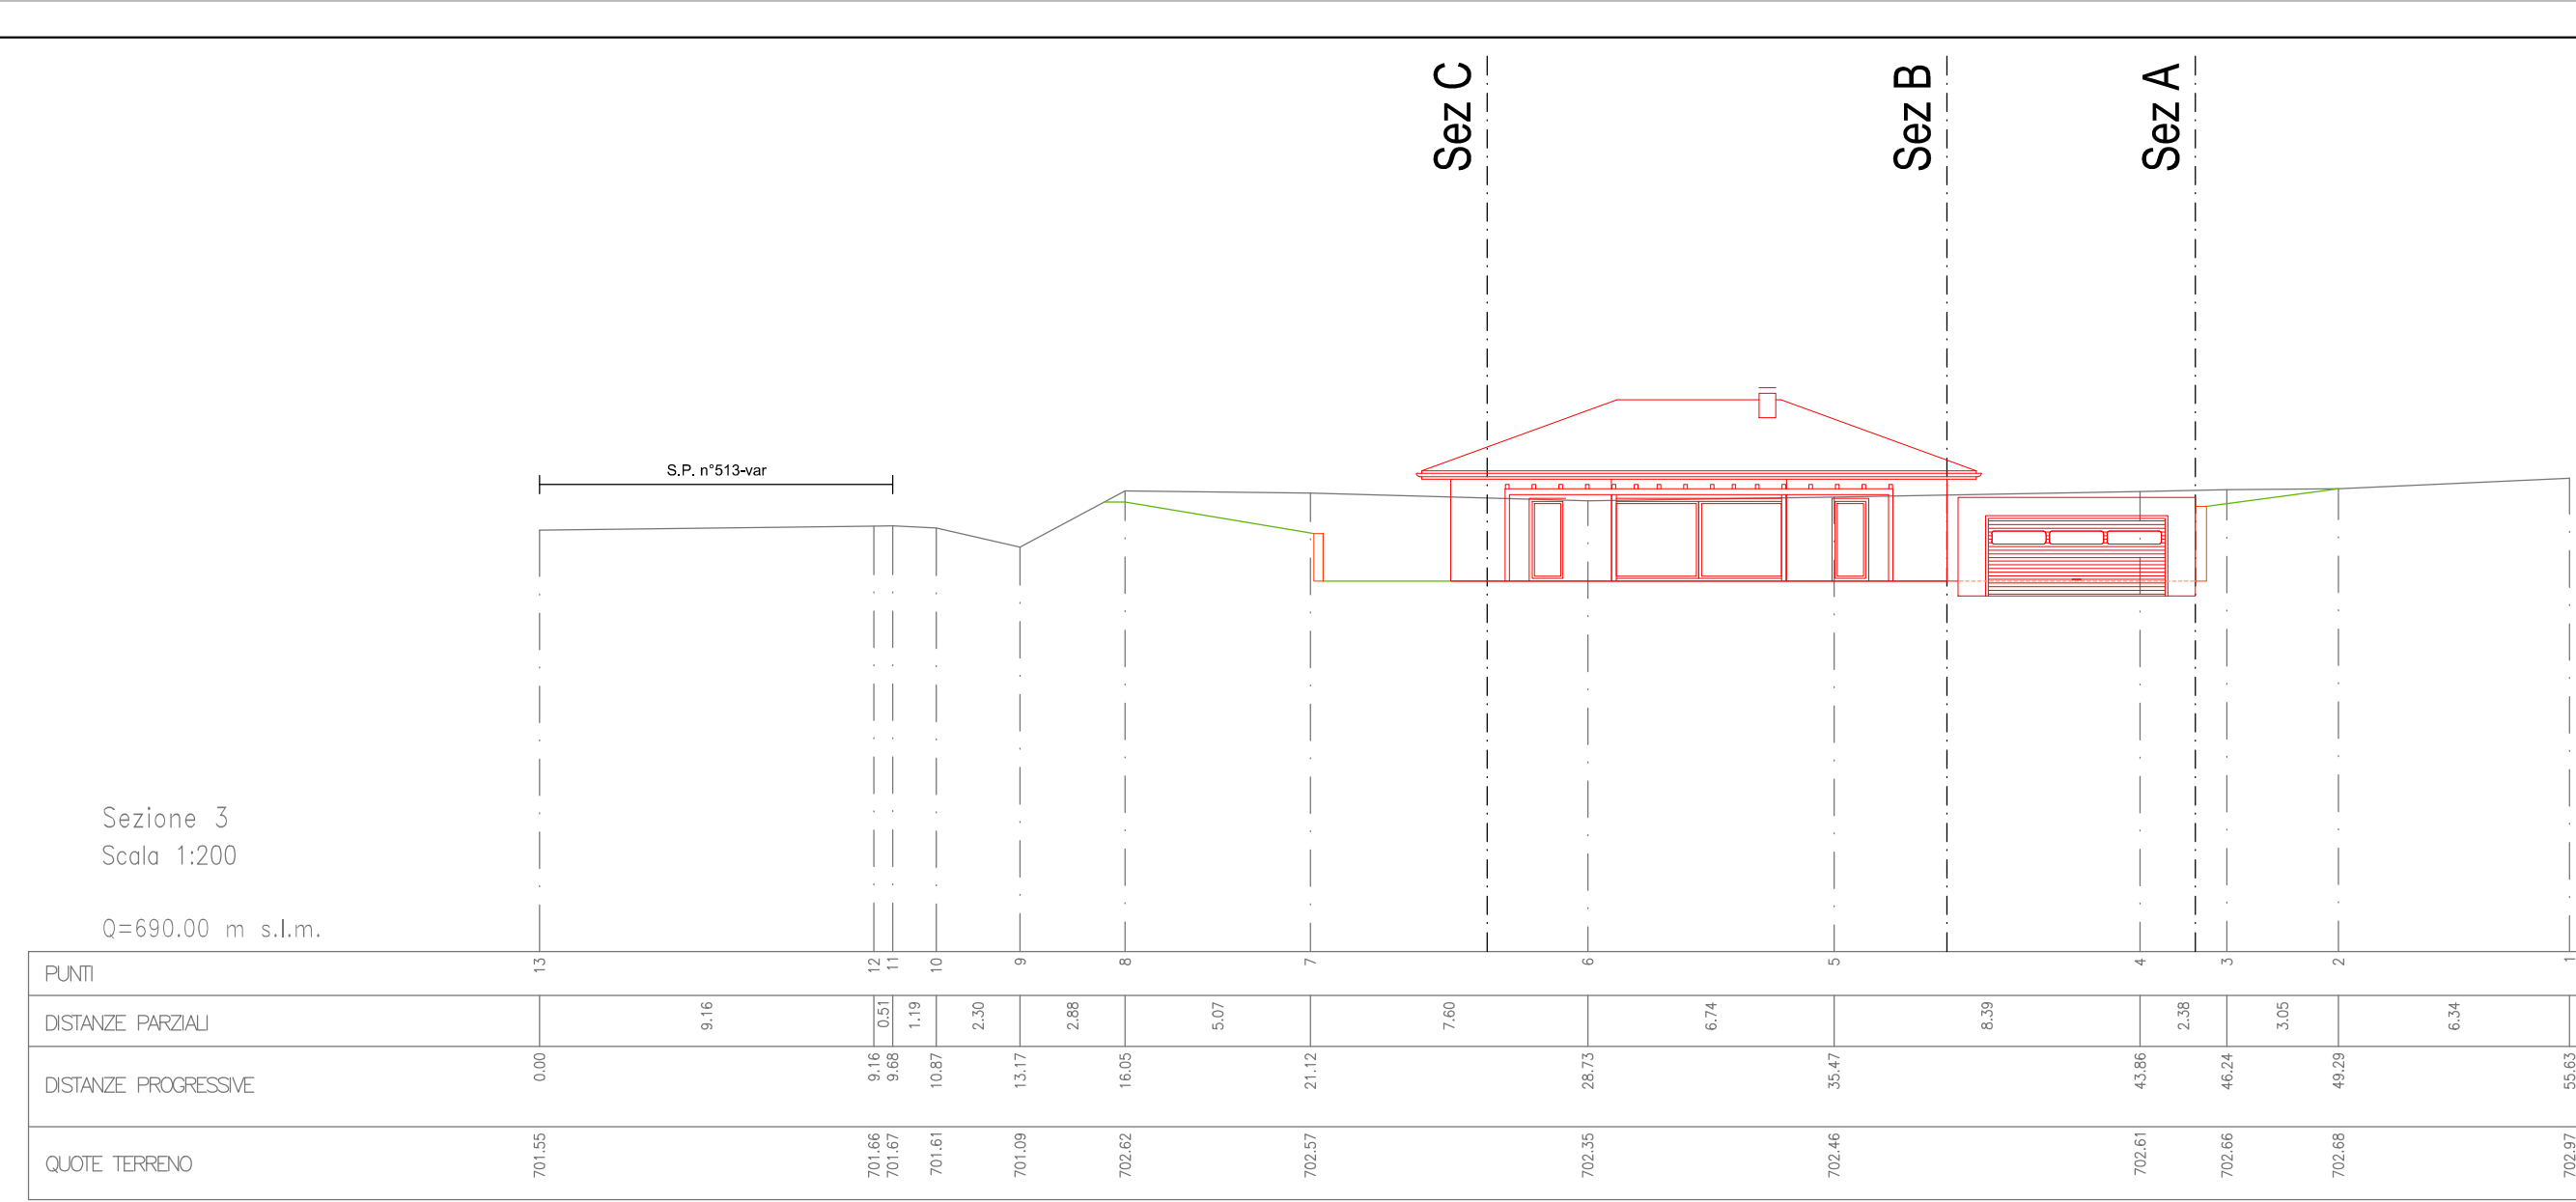 Sez C
Sez B
Sez A
S.P. n°513-var
Sezione 3
Scala 1:200
Q=690.00 m s.l.m.
PUNTI 13 12 11 10 9 8 7 6 5 4 3 2 1
DISTANZE PARZIALI 9.16 0.51 1.19 2.30 2.88 5.07 7.60 6.74 8.39 2.38 3.05 6.34
DISTANZE PROGRESSIVE 0.00 9.16 9.68 10.87 13.17 16.05 21.12 28.73 35.47 43.86 46.24 49.29 55.63
QUOTE TERRENO 701.55 701.66 701.67 701.61 701.09 702.62 702.57 702.35 702.46 702.61 702.66 702.68 702.97